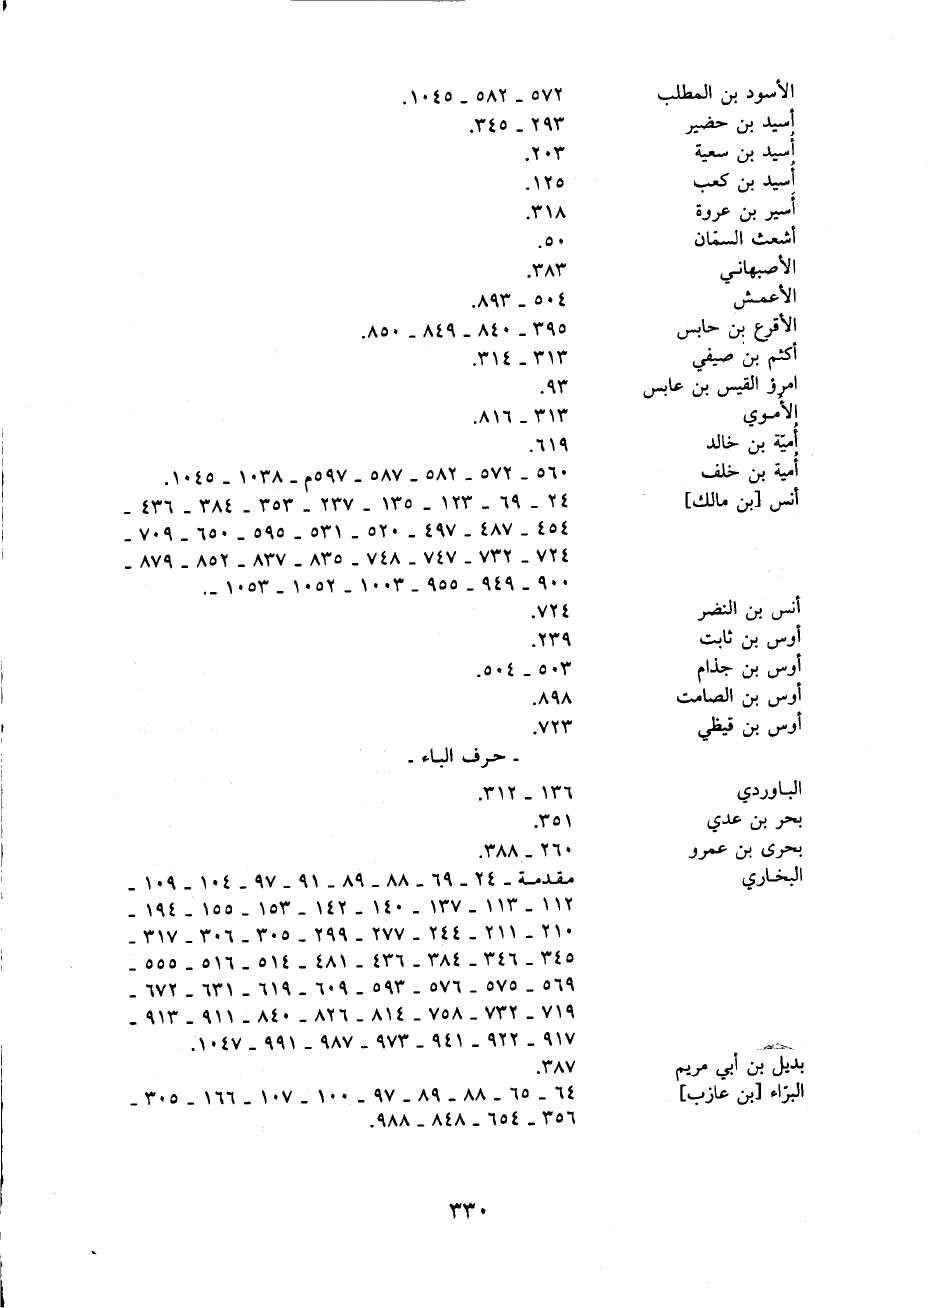 الأسود بن المطلب ٥٧٢ ـ ٥٨٢ ـ ١٠٤٥.
أسيد بن حضير ٢٩٣ ـ ٣٤٥.
أُسيد بن سعية ٢٠٣.
أُسيد بن كعب ١٢٥.
أَسير بن عروة ٣١٨.
أشعث السمّان ٥٠.
الأصبهاني ٣٨٣.
الأعمش ٥٠٤ ـ ٨٩٣.
الأقرع بن حابس ٣٩٥ ـ ٨٤٠ ـ ٨٤٩ ـ ٨٥٠.
أكثم بن صيفي ٣١٣ ـ ٣١٤.
امرؤ القيس بن عابس ٩٣.
الأموي ٣١٣ ـ ٨١٦.
أُميّة بن خالد ٦١٩.
أُمية بن خلف ٥٦٠ ـ ٥٧٢ ـ ٥٨٢ ـ ٥٨٧ ـ ٥٩٧م ـ ١٠٣٨ ـ ١٠٤٥.
أنس [بن مالك] ٢٤ ـ ٦٩ ـ ١٢٣ ـ ١٣٥ ـ ٢٣٧ ـ ٣٥٣ ـ ٣٨٤ ـ ٤٣٦ ـ
٤٥٤ ـ ٤٨٧ ـ ٤٩٧ ـ ٥٢٠ ـ ٥٣١ ـ ٥٩٥ ـ ٦٥٠ ـ ٧٠٩ ـ
٧٢٤ ـ ٧٣٢ ـ ٧٤٧ ـ ٧٤٨ ـ ٨٣٥ ـ ٨٣٧ ـ ٨٥٢ ـ ٨٧٩ ـ
٩٠٠ ـ ٩٤٩ ـ ٩٥٥ ـ ١٠٠٣ ـ ١٠٥٢ ـ ١٠٥٣ ـ.
أنس بن النضر ٧٢٤.
أوس بن ثابت ٢٣٩.
أوس بن جذام ٥٠٣ ـ ٥٠٤.
أوس بن الصامت ٨٩٨.
أوس بن قيظي ٧٢٣.
ـ حرف الباء ـ
الباوردي ١٣٦ ـ ٣١٢.
بحر بن عدي ٣٥١.
بحرى بن عمرو ٢٦٠ ـ ٣٨٨.
البخاري مقدمة ـ ٢٤ ـ ٦٩ ـ ٨٨ ـ ٨٩ ـ ٩١ ـ ٩٧ ـ ١٠٤ ـ ١٠٩ ـ
١١٢ ـ ١١٣ ـ ١٣٧ ـ ١٤٠ ـ ١٤٢ ـ ١٥٣ ـ ١٥٥ ـ ١٩٤ ـ
٢١٠ ـ ٢١١ ـ ٢٤٤ ـ ٢٧٧ ـ ٢٩٩ ـ ٣٠٥ ـ ٣٠٦ ـ ٣١٧ ـ
٣٤٥ ـ ٣٤٦ ـ ٣٨٤ ـ ٤٣٦ ـ ٤٨١ ـ ٥١٤ ـ ٥١٦ ـ ٥٥٥ ـ
٥٦٩ ـ ٥٧٥ ـ ٥٧٦ ـ ٥٩٣ ـ ٦٠٩ ـ ٦١٩ ـ ٦٣١ ـ ٦٧٢ ـ
٧١٩ ـ ٧٣٢ ـ ٧٥٨ ـ ٨١٤ ـ ٨٢٦ ـ ٨٤٠ ـ ٩١١ ـ ٩١٣ ـ
٩١٧ ـ ٩٢٢ ـ ٩٤١ ـ ٩٧٣ ـ ٩٨٧ ـ ٩٩١ ـ ١٠٤٧.
بديل بن أبي مريم ٣٨٧.
البرّاء [بن عازب] ٦٤ ـ ٦٥ ـ ٨٨ ـ ٨٩ ـ ٩٧ ـ ١٠٠ ـ ١٠٧ ـ ١٦٦ ـ ٣٠٥ ـ
٣٥٦ ـ ٦٥٤ ـ ٨٤٨ ـ ٩٨٨.
٣٣٠